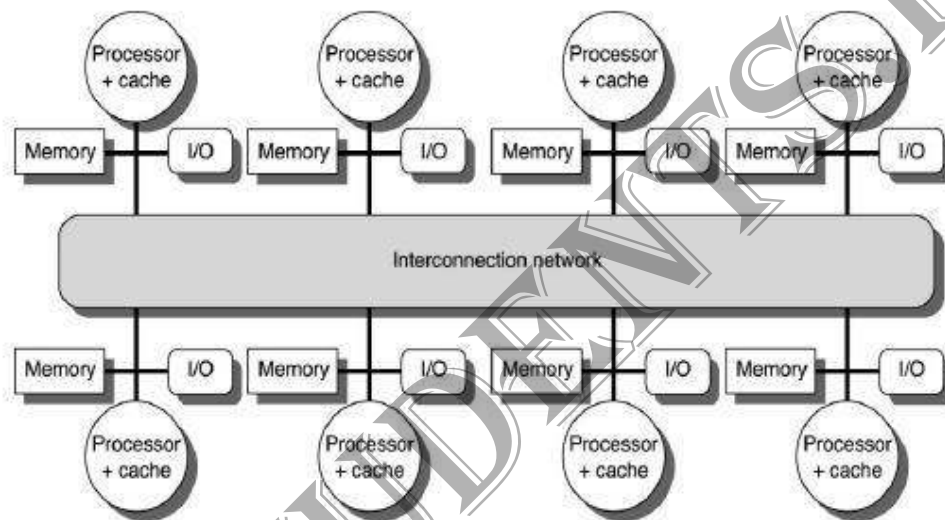 Processor
+ cache
Processor
+ cache
Processor
+ cache
Processor
+ cache
Memory
I/O
Memory
I/O
Memory
I/O
Memory
I/O
Interconnection network
Memory
I/O
Memory
I/O
Memory
I/O
Memory
I/O
Processor
+ cache
Processor
+ cache
Processor
+ cache
Processor
+ cache
UDENTS.